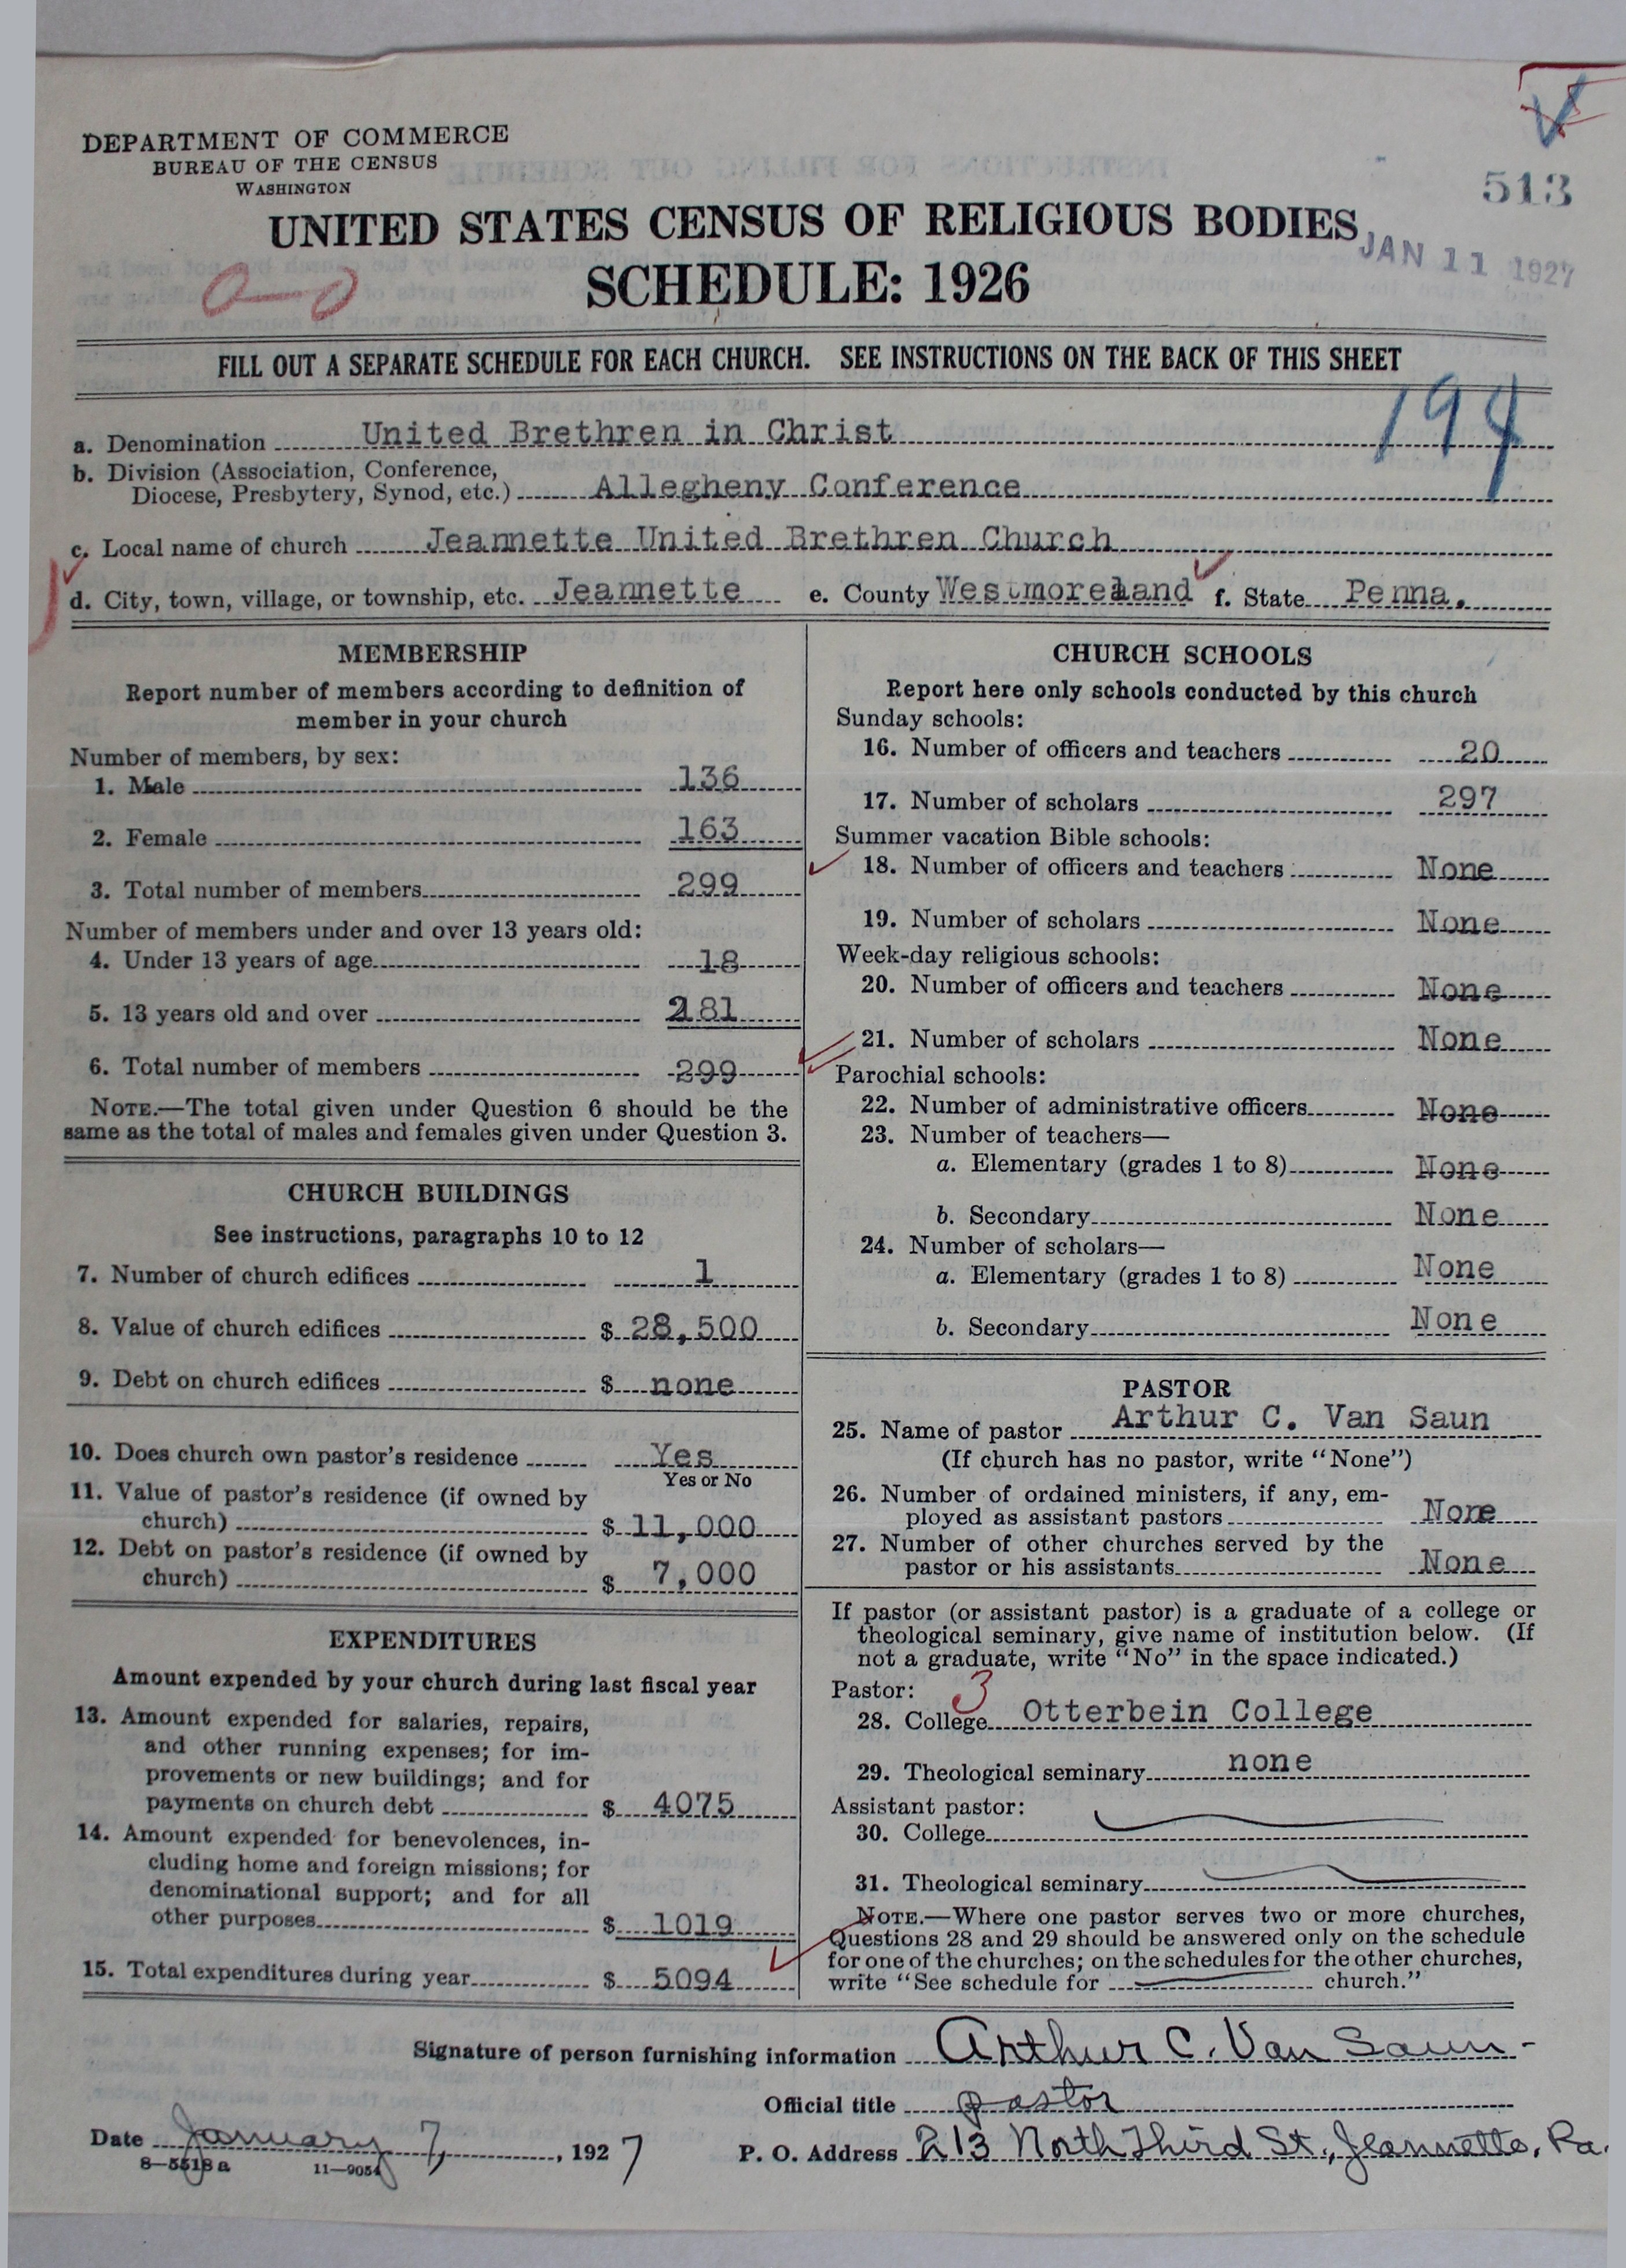 DEPARTMENT OF COMMERCE
BUREAU OF THE CENSUS
WASHINGTON
513
UNITED STATES CENSUS OF RELIGIOUS BODIES
JAN 11 1927
SCHEDULE: 1926
FILL OUT A SEPARATE SCHEDULE FOR EACH CHURCH. SEE INSTRUCTIONS ON THE BACK OF THIS SHEET
194
a. Denomination United Brethren in Christ
b. Division (Association, Conference,
Diocese, Presbytery, Synod, etc.) Allegheny Conference
c. Local name of church Jeannette United Brethren Church
d. City, town, village, or township, etc. Jeannette e. County Westmoreland f. State Penna.
MEMBERSHIP
Report number of members according to definition of
member in your church
Number of members, by sex:
1. Male 136
2. Female 163
3. Total number of members 299
Number of members under and over 13 years old:
4. Under 13 years of age 18
5. 13 years old and over 281
6. Total number of members 299
NOTE.—The total given under Question 6 should be the
same as the total of males and females given under Question 3.
CHURCH BUILDINGS
See instructions, paragraphs 10 to 12
7. Number of church edifices 1
8. Value of church edifices $ 28,500
9. Debt on church edifices $ none
10. Does church own pastor's residence Yes
Yes or No
11. Value of pastor's residence (if owned by
church) $ 11,000
12. Debt on pastor's residence (if owned by
church) $ 7,000
EXPENDITURES
Amount expended by your church during last fiscal year
13. Amount expended for salaries, repairs,
and other running expenses; for im-
provements or new buildings; and for
payments on church debt $ 4075
14. Amount expended for benevolences, in-
cluding home and foreign missions; for
denominational support; and for all
other purposes $ 1019
15. Total expenditures during year $ 5094
CHURCH SCHOOLS
Report here only schools conducted by this church
Sunday schools:
16. Number of officers and teachers 20
17. Number of scholars 297
Summer vacation Bible schools:
18. Number of officers and teachers None
19. Number of scholars None
Week-day religious schools:
20. Number of officers and teachers None
21. Number of scholars None
Parochial schools:
22. Number of administrative officers None
23. Number of teachers—
a. Elementary (grades 1 to 8) None
b. Secondary None
24. Number of scholars—
a. Elementary (grades 1 to 8) None
b. Secondary None
PASTOR
25. Name of pastor Arthur C. Van Saun
(If church has no pastor, write "None")
26. Number of ordained ministers, if any, em-
ployed as assistant pastors None
27. Number of other churches served by the
pastor or his assistants None
If pastor (or assistant pastor) is a graduate of a college or
theological seminary, give name of institution below. (If
not a graduate, write "No" in the space indicated.)
Pastor: 3
28. College Otterbein College
29. Theological seminary none
Assistant pastor:
30. College
31. Theological seminary
NOTE.—Where one pastor serves two or more churches,
Questions 28 and 29 should be answered only on the schedule
for one of the churches; on the schedules for the other churches,
write "See schedule for church."
Signature of person furnishing information Arthur C. Van Saun
Official title pastor
Date January 7, 1927 P. O. Address 213 North Third St., Jeannette, Pa.
8—5518a 11—9054